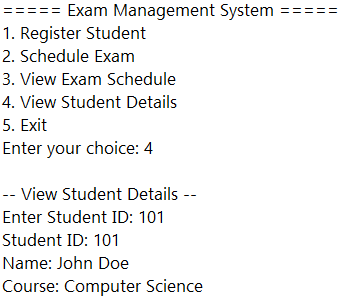 ===== Exam Management System =====
1. Register Student
2. Schedule Exam
3. View Exam Schedule
4. View Student Details
5. Exit
Enter your choice: 4

-- View Student Details --
Enter Student ID: 101
Student ID: 101
Name: John Doe
Course: Computer Science